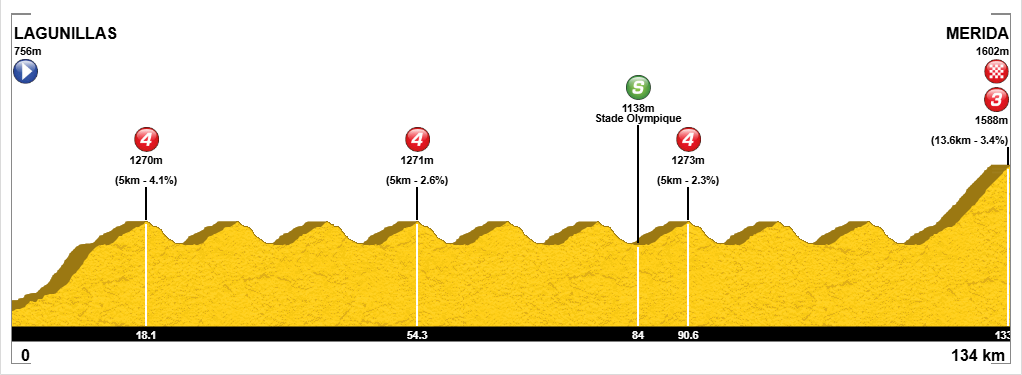 LAGUNILLAS
756m
4
1270m
(5km - 4.1%)
4
1271m
(5km - 2.6%)
S
1138m
Stade Olympique
4
1273m
(5km - 2.3%)
MERIDA
1602m
3
1588m
(13.6km - 3.4%)
18.1
54.3
84
90.6
133
0
134 km